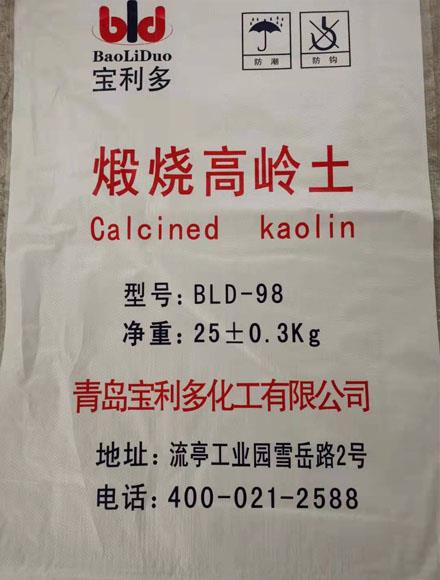 bld
BaoLiDuo
宝利多
防潮
防钩
煅烧高岭土
Calcined kaolin
型号: BLD-98
净重: 25±0.3Kg
青岛宝利多化工有限公司
地址: 流亭工业园雪岳路2号
电话: 400-021-2588